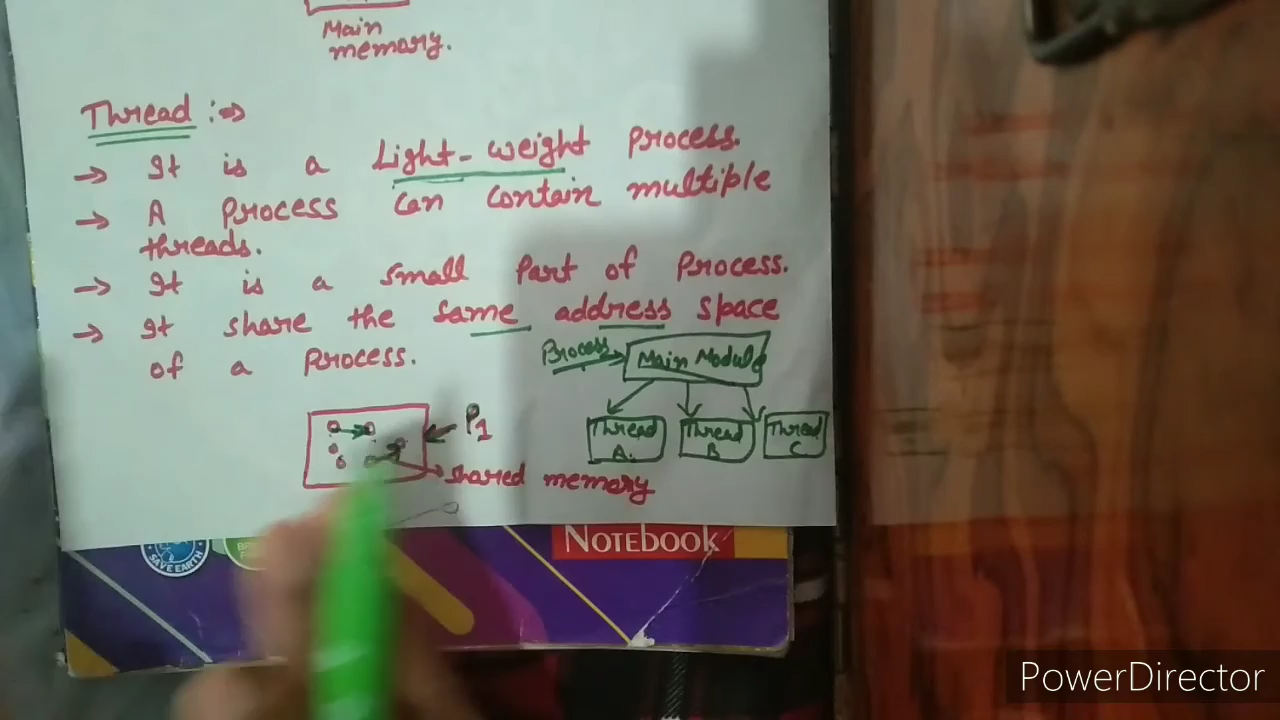 Main
memory.
Thread :⇒
→ It is a Light-weight process.
→ A process can contain multiple
threads.
→ It is a small part of process.
→ It share the same address space
of a process.
Process → Main Module
Thread A.
Thread B
Thread C
P1
shared memory
NOTEBOOK
SAVE EARTH
PowerDirector